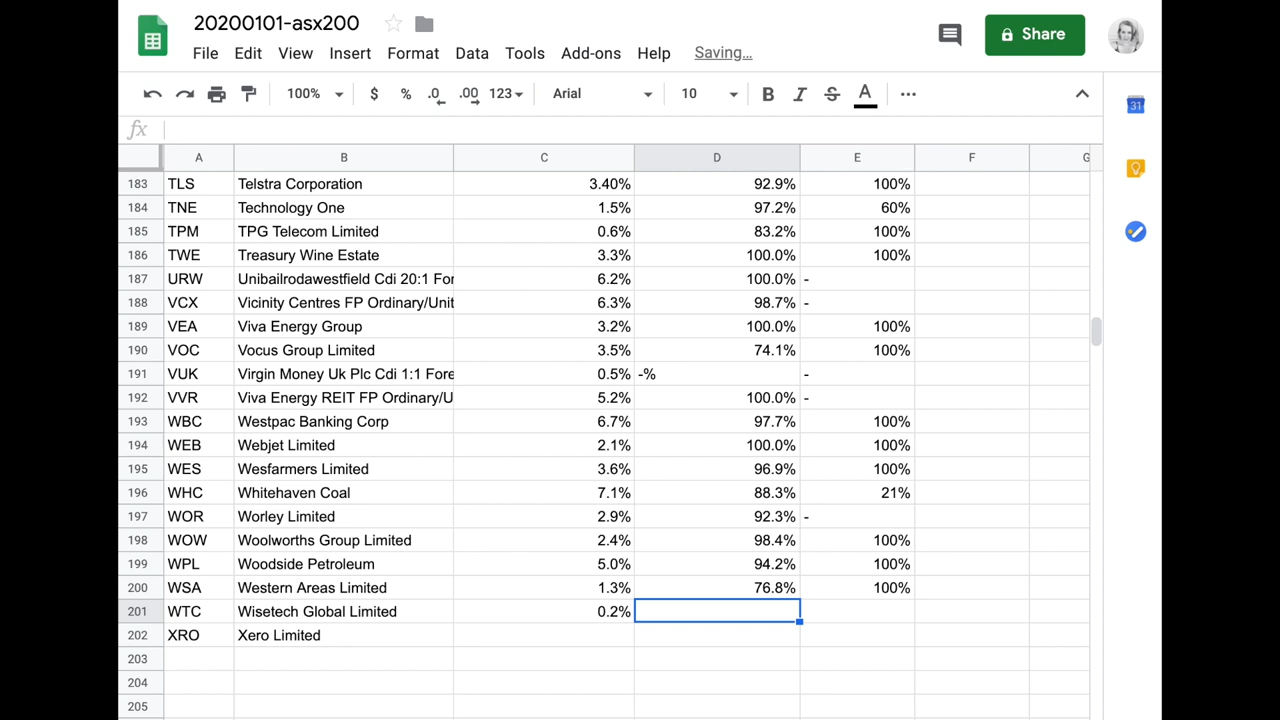 20200101-asx200
File Edit View Insert Format Data Tools Add-ons Help Saving…
Share
100% $ % .0 .00 123 Arial 10 B I S A
31
fx
A B C D E F G
183 TLS Telstra Corporation 3.40% 92.9% 100%
184 TNE Technology One 1.5% 97.2% 60%
185 TPM TPG Telecom Limited 0.6% 83.2% 100%
186 TWE Treasury Wine Estate 3.3% 100.0% 100%
187 URW Unibailrodawestfield Cdi 20:1 For 6.2% 100.0% -
188 VCX Vicinity Centres FP Ordinary/Unit 6.3% 98.7% -
189 VEA Viva Energy Group 3.2% 100.0% 100%
190 VOC Vocus Group Limited 3.5% 74.1% 100%
191 VUK Virgin Money Uk Plc Cdi 1:1 Fore 0.5% -% -
192 VVR Viva Energy REIT FP Ordinary/U 5.2% 100.0% -
193 WBC Westpac Banking Corp 6.7% 97.7% 100%
194 WEB Webjet Limited 2.1% 100.0% 100%
195 WES Wesfarmers Limited 3.6% 96.9% 100%
196 WHC Whitehaven Coal 7.1% 88.3% 21%
197 WOR Worley Limited 2.9% 92.3% -
198 WOW Woolworths Group Limited 2.4% 98.4% 100%
199 WPL Woodside Petroleum 5.0% 94.2% 100%
200 WSA Western Areas Limited 1.3% 76.8% 100%
201 WTC Wisetech Global Limited 0.2%
202 XRO Xero Limited
203
204
205